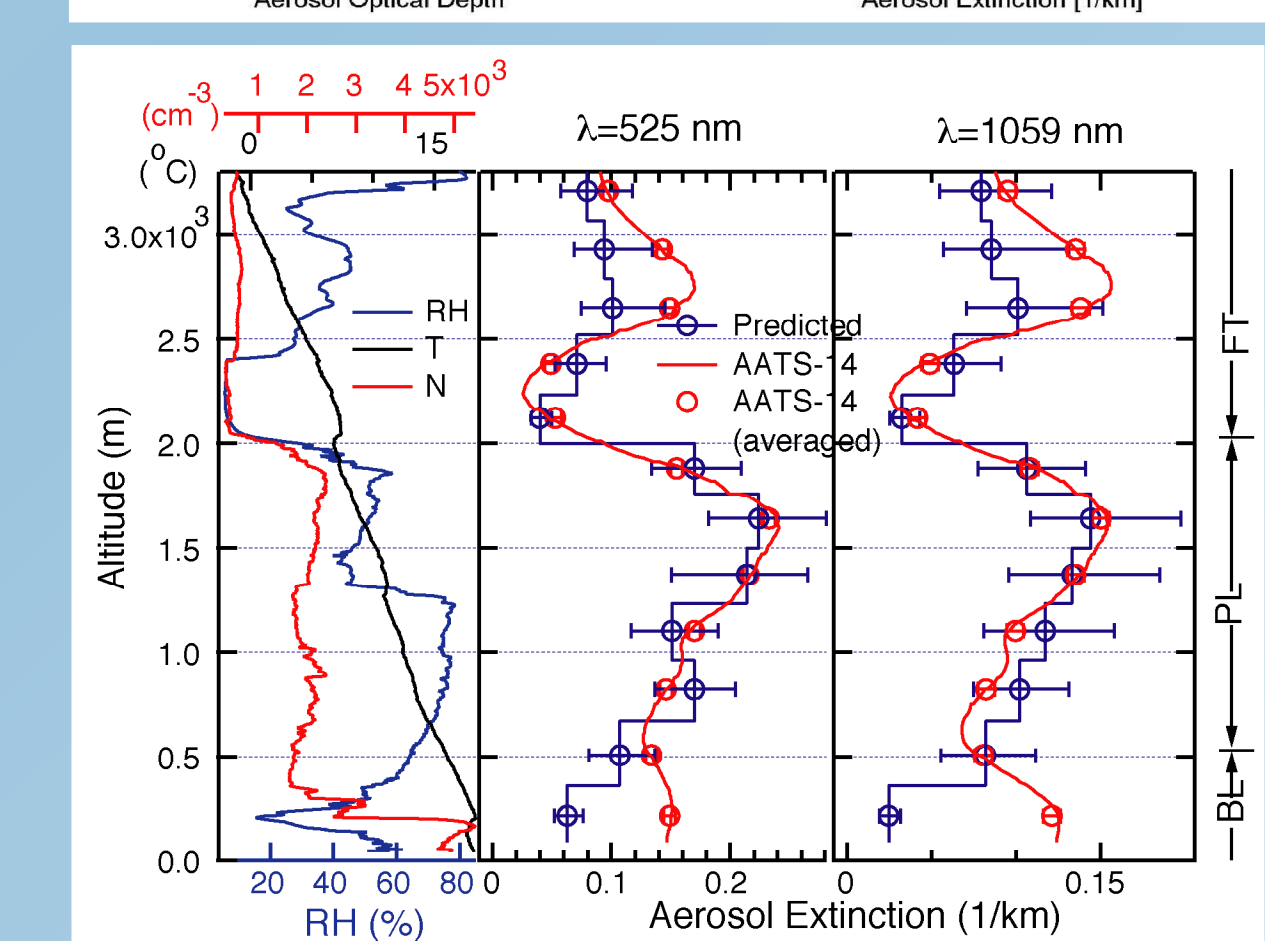 Aerosol Optical Depth
Aerosol Extinction [1/km]
1 2 3 4 5x10³
(cm⁻³)
0 15
(°C)
λ=525 nm
λ=1059 nm
3.0x10³
2.5
2.0
1.5
1.0
0.5
0.0
Altitude (m)
RH
T
N
Predicted
AATS-14
AATS-14
(averaged)
FT
PL
BL
20 40 60 80
RH (%)
0 0.1 0.2
0 0.15
Aerosol Extinction (1/km)